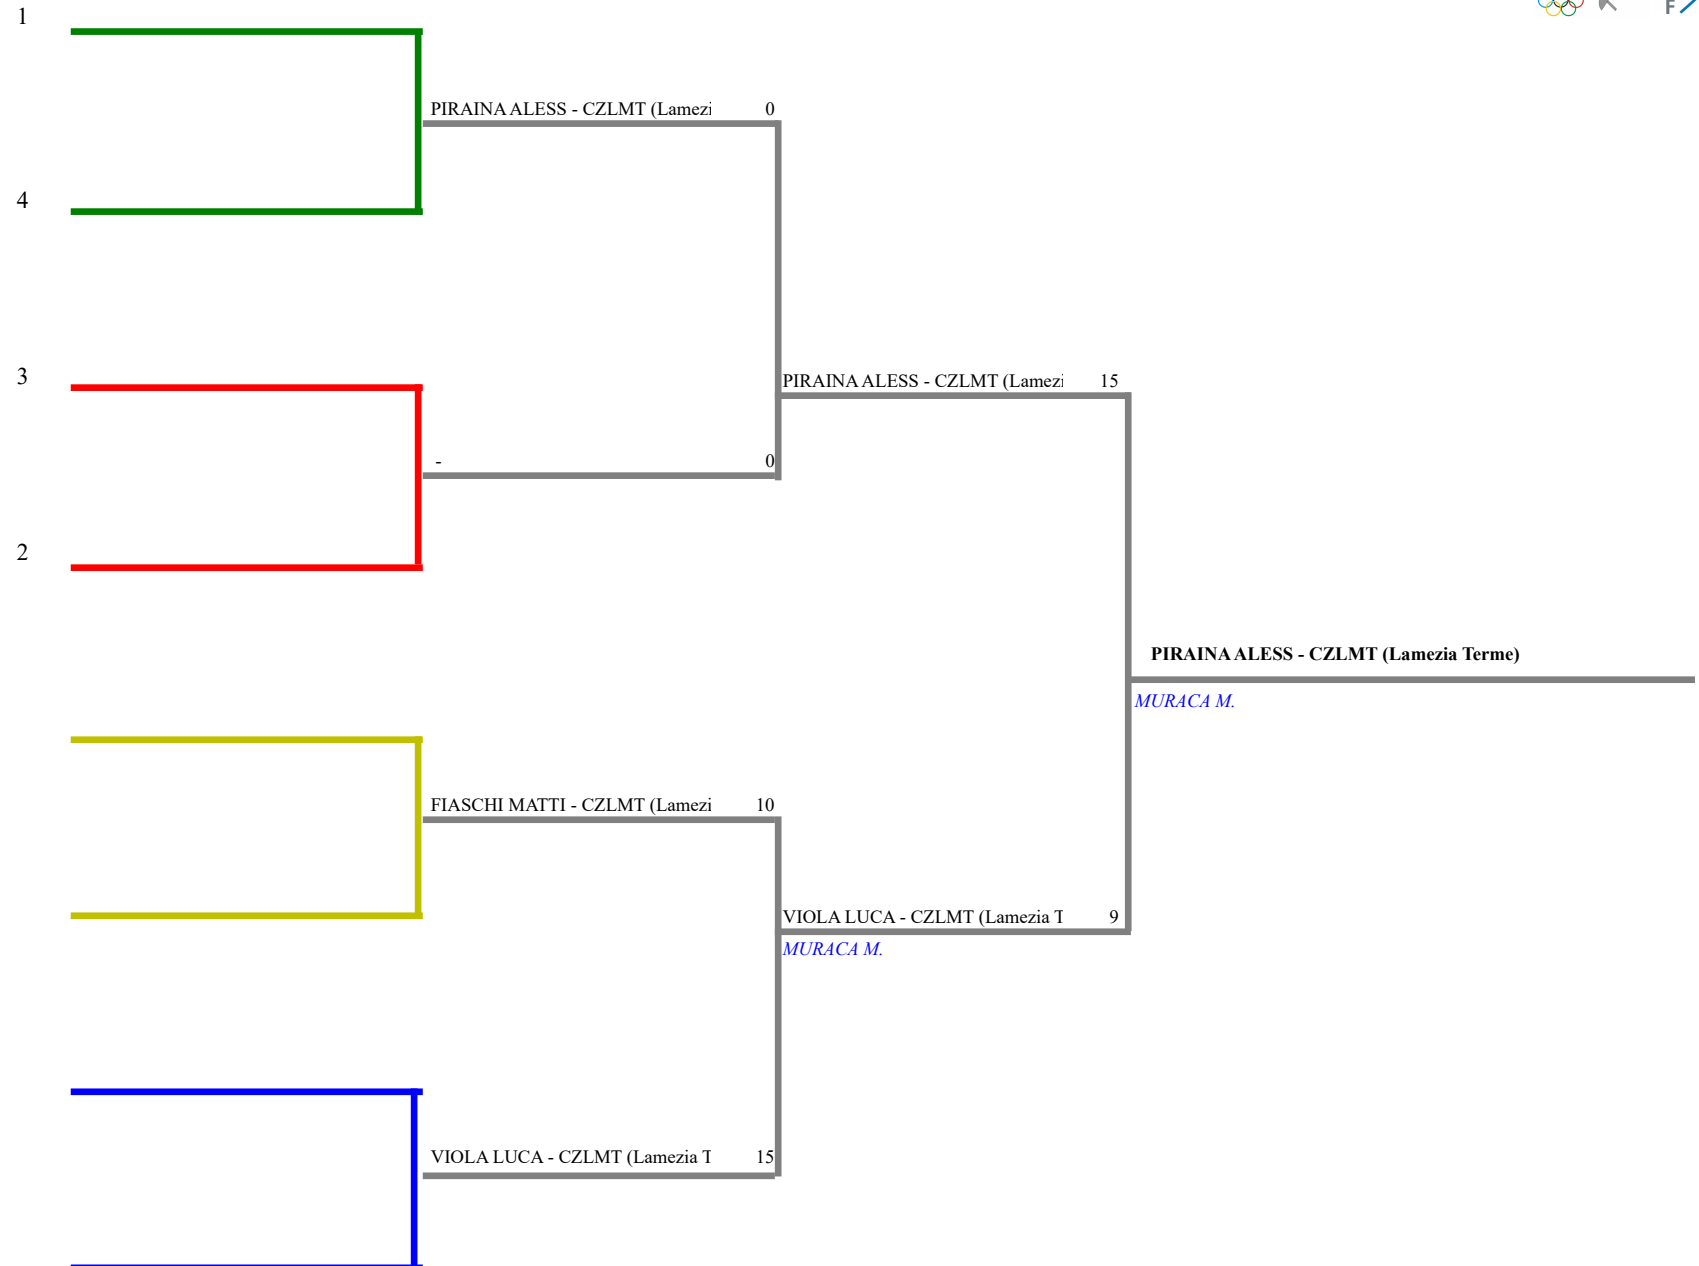 1
F
PIRAINA ALESS - CZLMT (Lamezi 0
4
3
PIRAINA ALESS - CZLMT (Lamezi 15
- 0
2
PIRAINA ALESS - CZLMT (Lamezia Terme)
MURACA M.
FIASCHI MATTI - CZLMT (Lamezi 10
VIOLA LUCA - CZLMT (Lamezia T 9
MURACA M.
VIOLA LUCA - CZLMT (Lamezia T 15